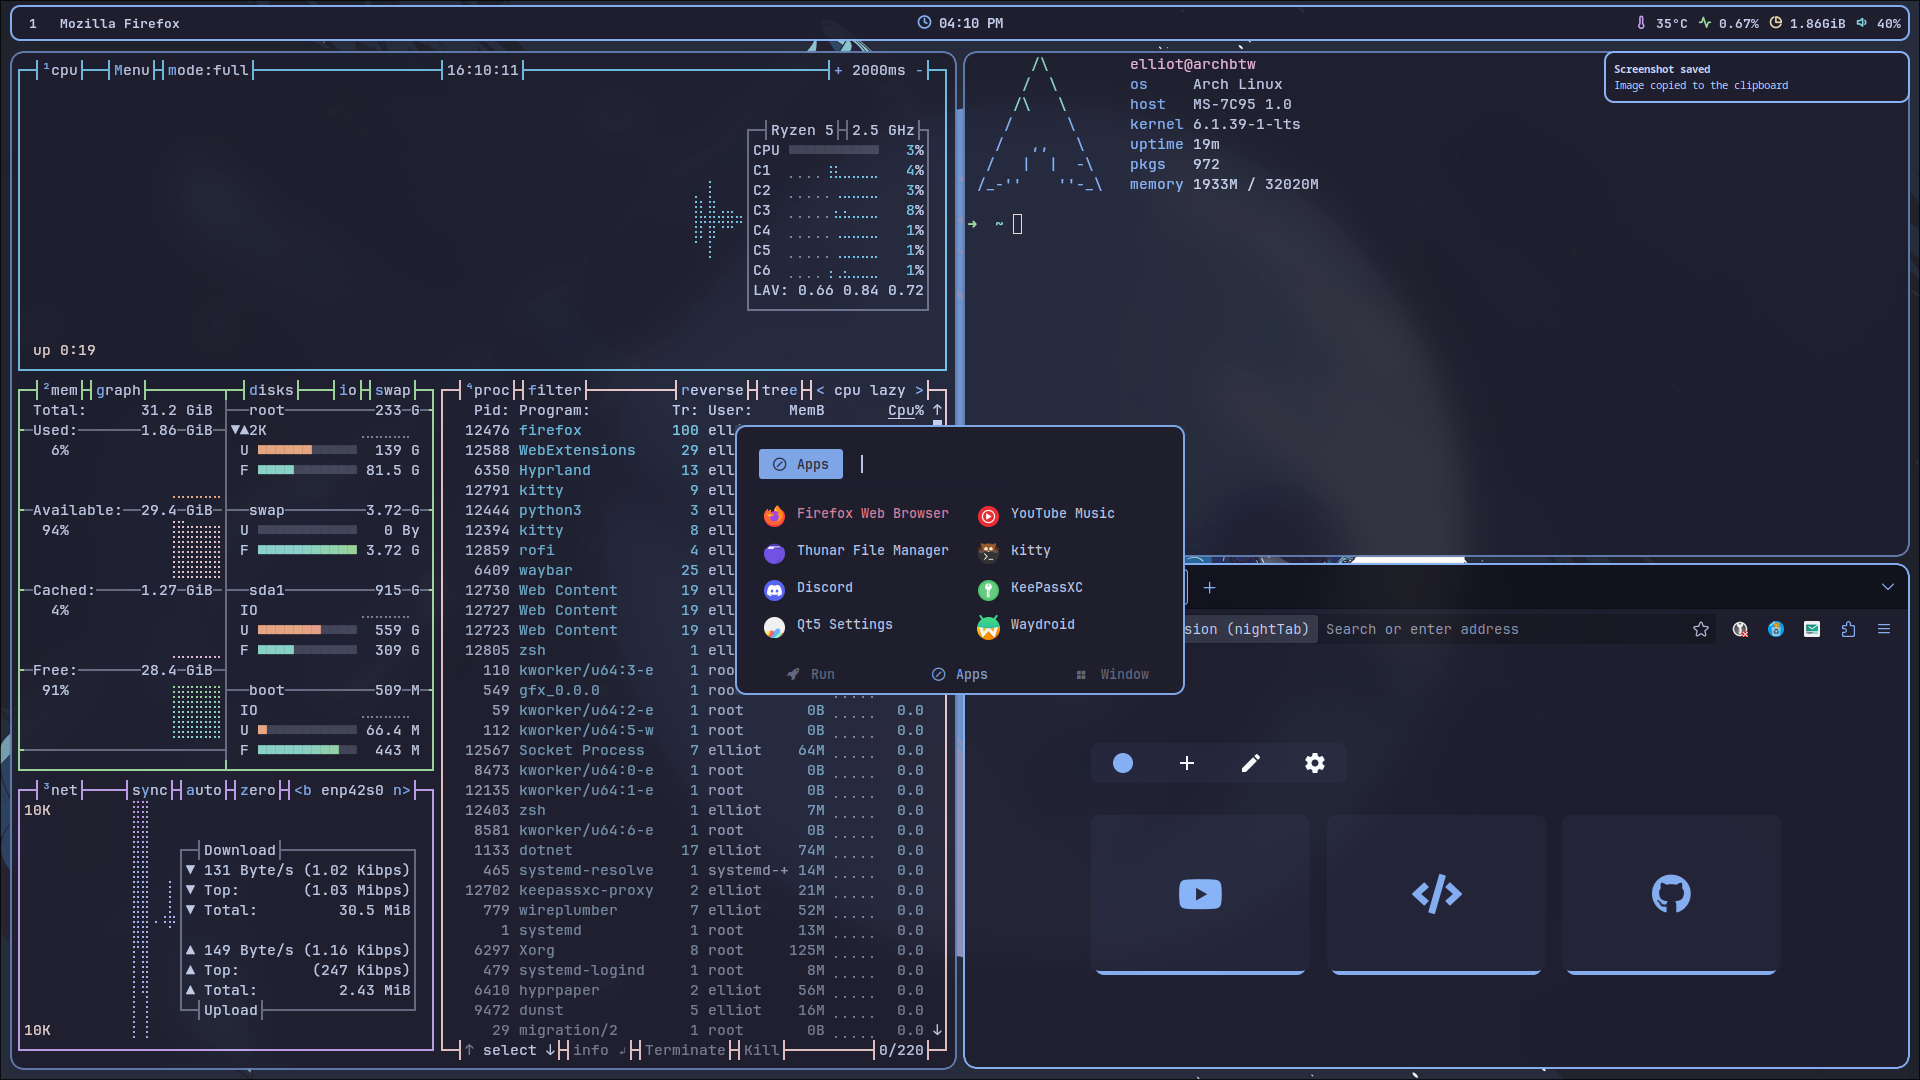 1 Mozilla Firefox
04:10 PM
35°C 0.67% 1.86GiB 40%
¹cpu Menu mode:full 16:10:11 + 2000ms -
Ryzen 5 2.5 GHz
CPU 3%
C1 4%
C2 3%
C3 8%
C4 1%
C5 1%
C6 1%
LAV: 0.66 0.84 0.72
up 0:19
²mem graph disks io swap
Total: 31.2 GiB
Used: 1.86 GiB
6%
Available: 29.4 GiB
94%
Cached: 1.27 GiB
4%
Free: 28.4 GiB
91%
root 233 G
▼▲2K
U 139 G
F 81.5 G
swap 3.72 G
U 0 By
F 3.72 G
sda1 915 G
IO
U 559 G
F 309 G
boot 509 M
IO
U 66.4 M
F 443 M
³net sync auto zero <b enp42s0 n>
10K
Download
▼ 131 Byte/s (1.02 Kibps)
▼ Top: (1.03 Mibps)
▼ Total: 30.5 MiB
▲ 149 Byte/s (1.16 Kibps)
▲ Top: (247 Kibps)
▲ Total: 2.43 MiB
Upload
10K
⁴proc filter reverse tree < cpu lazy >
Pid: Program: Tr: User: MemB Cpu% ↑
12476 firefox 100 ell
12588 WebExtensions 29 ell
6350 Hyprland 13 ell
12791 kitty 9 ell
12444 python3 3 ell
12394 kitty 8 ell
12859 rofi 4 ell
6409 waybar 25 ell
12730 Web Content 19 ell
12727 Web Content 19 ell
12723 Web Content 19 ell
12805 zsh 1 ell
110 kworker/u64:3-e 1 roo
549 gfx_0.0.0 1 roo
59 kworker/u64:2-e 1 root 0B 0.0
112 kworker/u64:5-w 1 root 0B 0.0
12567 Socket Process 7 elliot 64M 0.0
8473 kworker/u64:0-e 1 root 0B 0.0
12135 kworker/u64:1-e 1 root 0B 0.0
12403 zsh 1 elliot 7M 0.0
8581 kworker/u64:6-e 1 root 0B 0.0
1133 dotnet 17 elliot 74M 0.0
465 systemd-resolve 1 systemd-+ 14M 0.0
12702 keepassxc-proxy 2 elliot 21M 0.0
779 wireplumber 7 elliot 52M 0.0
1 systemd 1 root 13M 0.0
6297 Xorg 8 root 125M 0.0
479 systemd-logind 1 root 8M 0.0
6410 hyprpaper 2 elliot 56M 0.0
9472 dunst 5 elliot 16M 0.0
29 migration/2 1 root 0B 0.0 ↓
↑ select ↓ info ↲ Terminate Kill 0/220
elliot@archbtw
os Arch Linux
host MS-7C95 1.0
kernel 6.1.39-1-lts
uptime 19m
pkgs 972
memory 1933M / 32020M
➜ ~
Screenshot saved
Image copied to the clipboard
Apps
Firefox Web Browser
YouTube Music
Thunar File Manager
kitty
Discord
KeePassXC
Qt5 Settings
Waydroid
Run Apps Window
sion (nightTab) Search or enter address